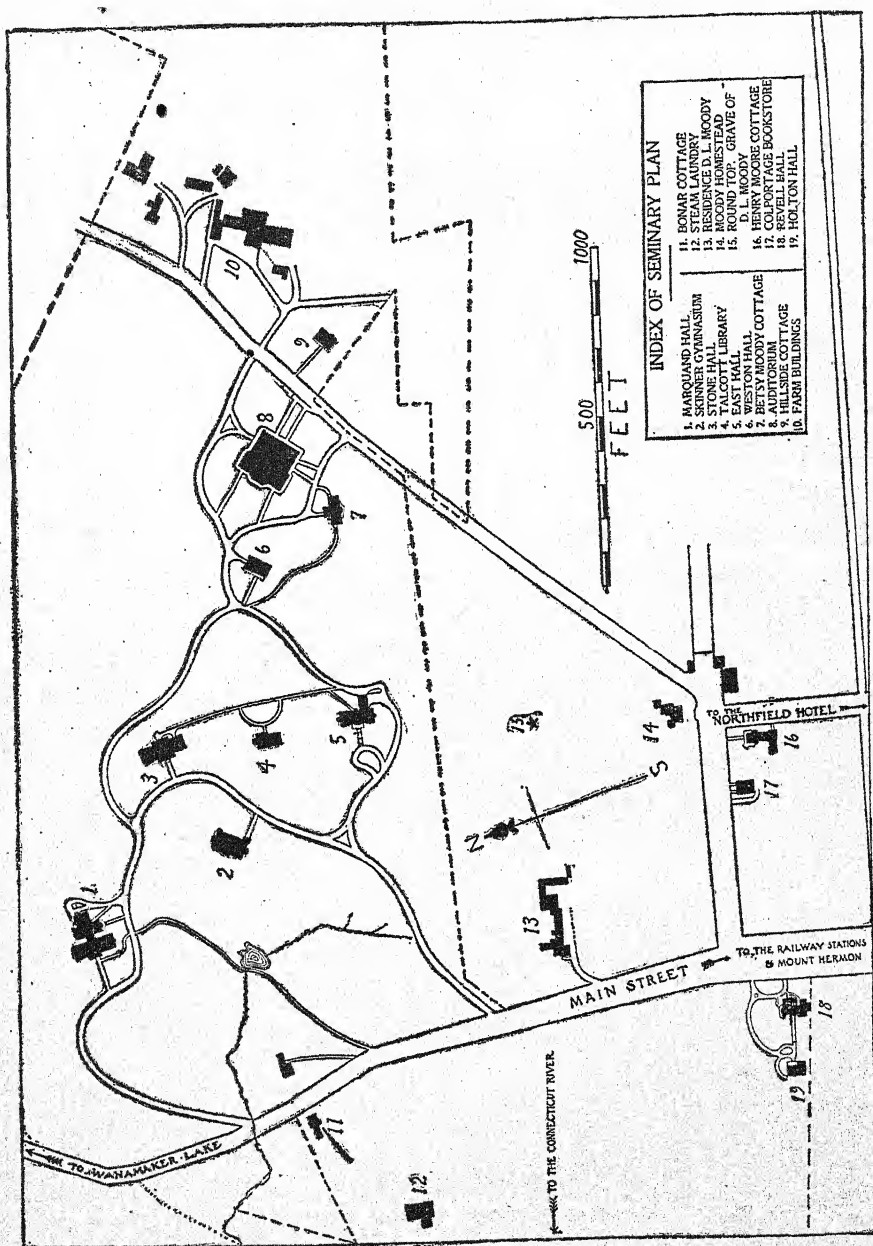 INDEX OF SEMINARY PLAN
1. MARQUAND HALL
2. SKINNER GYMNASIUM
3. STONE HALL
4. TALCOTT LIBRARY
5. EAST HALL
6. WESTON HALL
7. BETSY MOODY COTTAGE
8. AUDITORIUM
9. HILLSIDE COTTAGE
10. FARM BUILDINGS
11. BONAR COTTAGE
12. STEAM LAUNDRY
13. RESIDENCE D. L. MOODY
14. MOODY HOMESTEAD
15. ROUND TOP. GRAVE OF
D. L. MOODY
16. HENRY MOORE COTTAGE
17. COLPORTAGE BOOKSTORE
18. REVELL HALL
19. HOLTON HALL
500
1000
FEET
N
S
TO WANAMAKER LAKE
MAIN STREET
TO THE RAILWAY STATIONS
& MOUNT HERMON
TO THE
NORTHFIELD HOTEL
TO THE CONNECTICUT RIVER
1
2
3
4
5
6
7
8
9
10
11
12
13
14
15
16
17
18
19